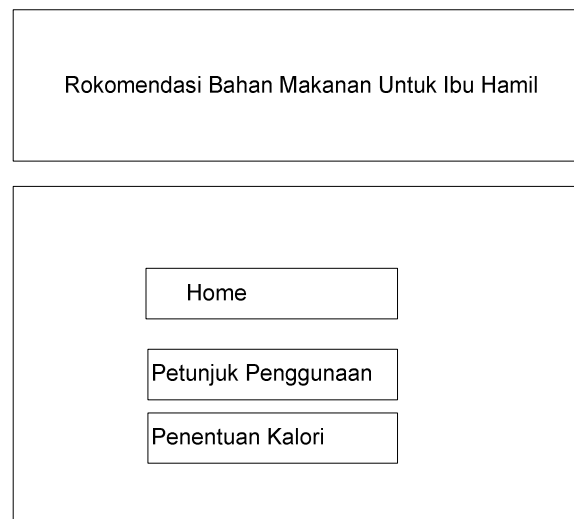 Rokomendasi Bahan Makanan Untuk Ibu Hamil
Home
Petunjuk Penggunaan
Penentuan Kalori